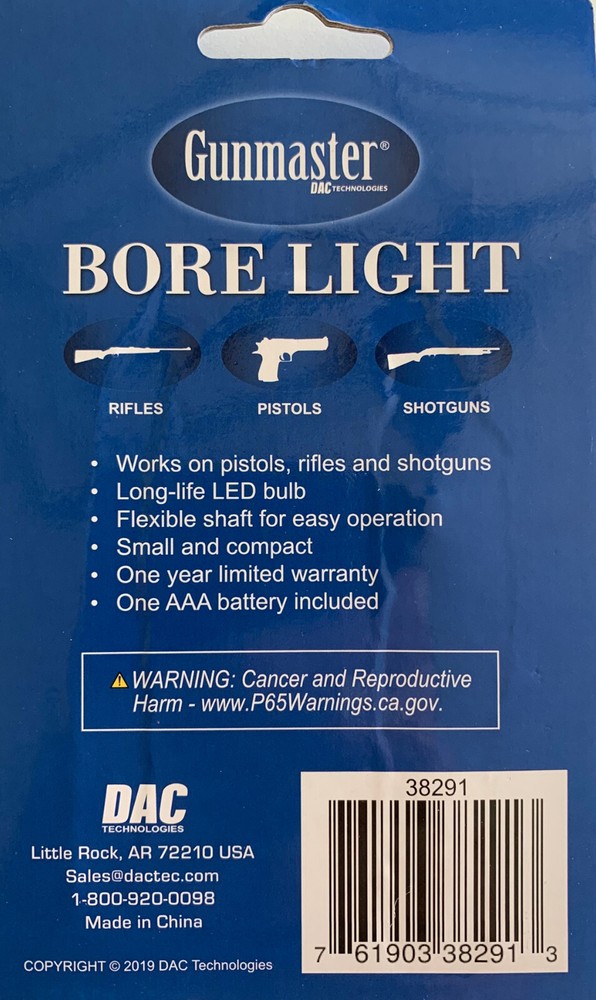 Gunmaster®
DAC TECHNOLOGIES
BORE LIGHT
RIFLES PISTOLS SHOTGUNS
• Works on pistols, rifles and shotguns
• Long-life LED bulb
• Flexible shaft for easy operation
• Small and compact
• One year limited warranty
• One AAA battery included
⚠ WARNING: Cancer and Reproductive
Harm - www.P65Warnings.ca.gov.
DAC
TECHNOLOGIES
Little Rock, AR 72210 USA
Sales@dactec.com
1-800-920-0098
Made in China
COPYRIGHT © 2019 DAC Technologies
38291
7 61903 38291 3